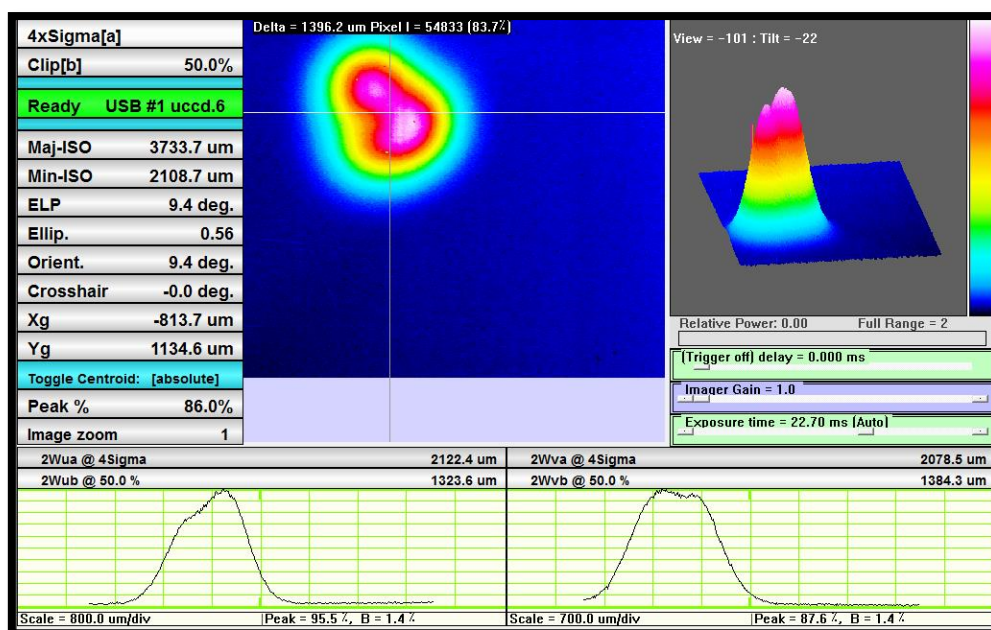 4xSigma[a]
Clip[b] 50.0%
Ready USB #1 uccd.6
Maj-ISO 3733.7 um
Min-ISO 2108.7 um
ELP 9.4 deg.
Ellip. 0.56
Orient. 9.4 deg.
Crosshair -0.0 deg.
Xg -813.7 um
Yg 1134.6 um
Toggle Centroid: [absolute]
Peak % 86.0%
Image zoom 1
Delta = 1396.2 um Pixel I = 54833 (83.7%)
View = -101 : Tilt = -22
Relative Power: 0.00 Full Range = 2
(Trigger off) delay = 0.000 ms
Imager Gain = 1.0
Exposure time = 22.70 ms (Auto)
2Wua @ 4Sigma 2122.4 um
2Wub @ 50.0 % 1323.6 um
2Wva @ 4Sigma 2078.5 um
2Wvb @ 50.0 % 1384.3 um
Scale = 800.0 um/div Peak = 95.5 %, B = 1.4 %
Scale = 700.0 um/div Peak = 87.6 %, B = 1.4 %